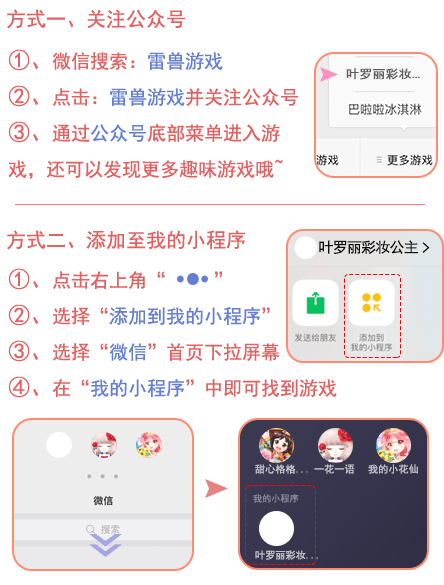 方式一、关注公众号
①、微信搜索：雷兽游戏
②、点击：雷兽游戏并关注公众号
③、通过公众号底部菜单进入游
戏，还可以发现更多趣味游戏哦~
叶罗丽彩妆...
巴啦啦冰淇淋
游戏
更多游戏
方式二、添加至我的小程序
①、点击右上角“●●●”
②、选择“添加到我的小程序”
③、选择“微信”首页下拉屏幕
④、在“我的小程序”中即可找到游戏
叶罗丽彩妆公主 >
发送给朋友
添加到
我的小程序
微信
搜索
甜心格格... 一花一语 我的小花仙
我的小程序
叶罗丽彩妆...